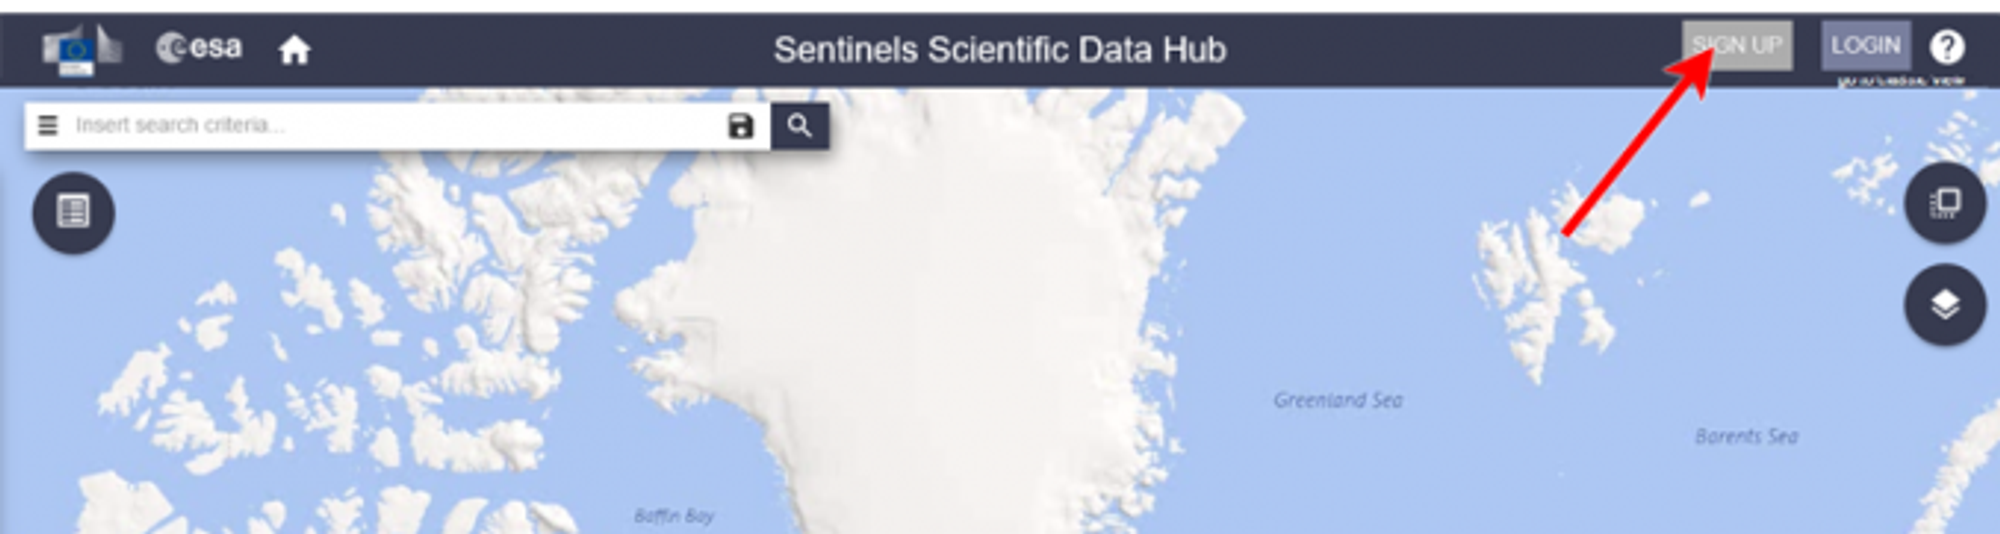 esa
Sentinels Scientific Data Hub
SIGN UP
LOGIN
?
go to classic view
Insert search criteria...
Greenland Sea
Barents Sea
Baffin Bay